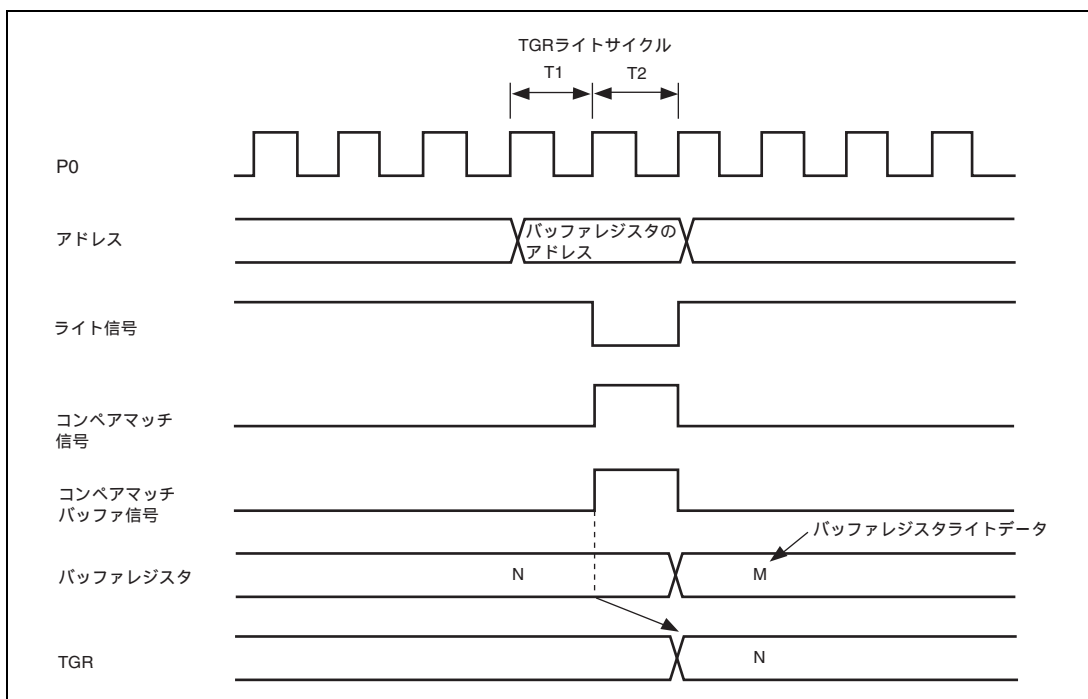 TGRライトサイクル
T1 T2
P0
アドレス
バッファレジスタの
アドレス
ライト信号
コンペアマッチ
信号
コンペアマッチ
バッファ信号
バッファレジスタライトデータ
バッファレジスタ N M
TGR N